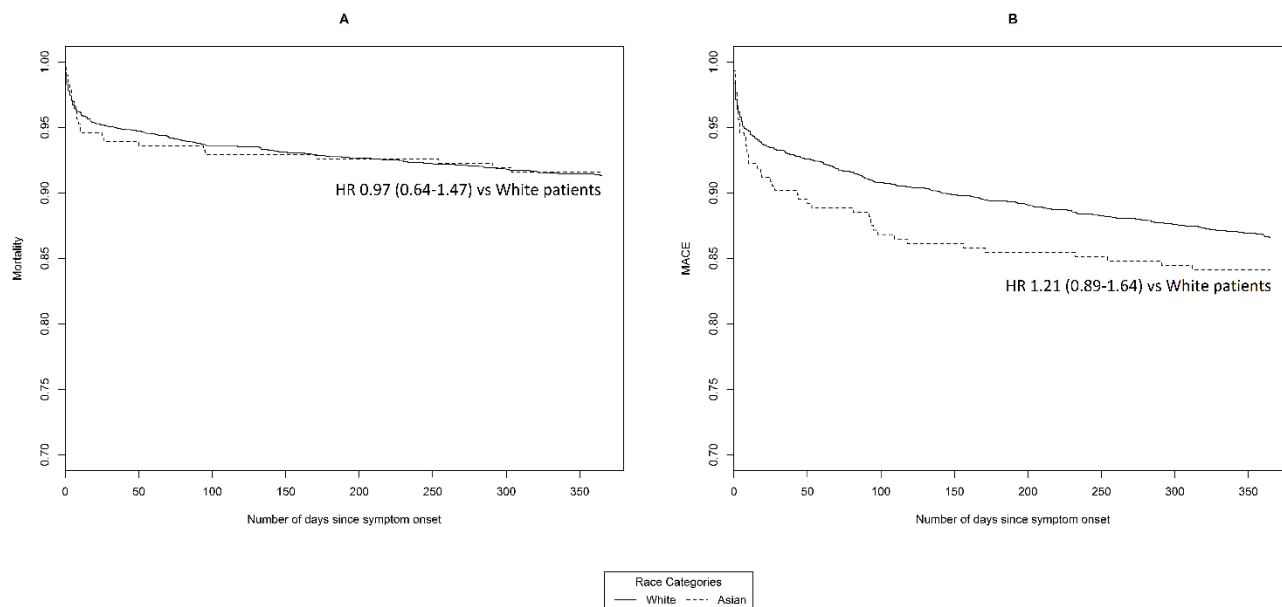 A
1.00
0.95
0.90
0.85
0.80
0.75
0.70
Mortality
HR 0.97 (0.64-1.47) vs White patients
0 50 100 150 200 250 300 350
Number of days since symptom onset
B
1.00
0.95
0.90
0.85
0.80
0.75
0.70
MACE
HR 1.21 (0.89-1.64) vs White patients
0 50 100 150 200 250 300 350
Number of days since symptom onset
Race Categories
White Asian